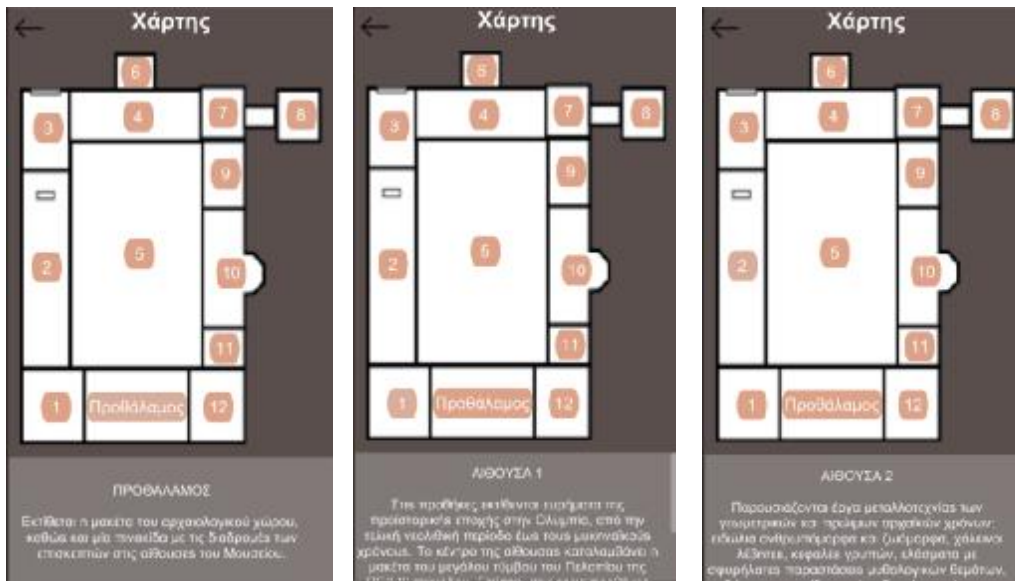 Χάρτης
6
3
4
7
8
9
2
5
10
11
1
Προθάλαμος
12
ΠΡΟΘΑΛΑΜΟΣ
Εκτίθεται η μακέτα του αρχαιολογικού χώρου,
καθώς και μία πινακίδα με τις διαδρομές των
επισκεπτών στις αίθουσες του Μουσείου.
Χάρτης
6
3
4
7
8
9
2
5
10
11
1
Προθάλαμος
12
ΑΙΘΟΥΣΑ 1
Στις προθήκες εκτίθενται ευρήματα της
προϊστορικής εποχής στην Ολυμπία, από την
τελική νεολιθική περίοδο έως τους μυκηναϊκούς
χρόνους. Το κέντρο της αίθουσας καταλαμβάνει η
μακέτα του μεγάλου τύμβου του Πελοπίου της
Χάρτης
6
3
4
7
8
9
2
5
10
11
1
Προθάλαμος
12
ΑΙΘΟΥΣΑ 2
Παρουσιάζονται έργα μεταλλοτεχνίας των
γεωμετρικών και πρώιμων αρχαϊκών χρόνων:
ειδώλια ανθρωπόμορφα και ζωόμορφα, χάλκινοι
λέβητες, κεφαλές γρυπών, ελάσματα με
σφυρήλατες παραστάσεις μυθολογικών θεμάτων,